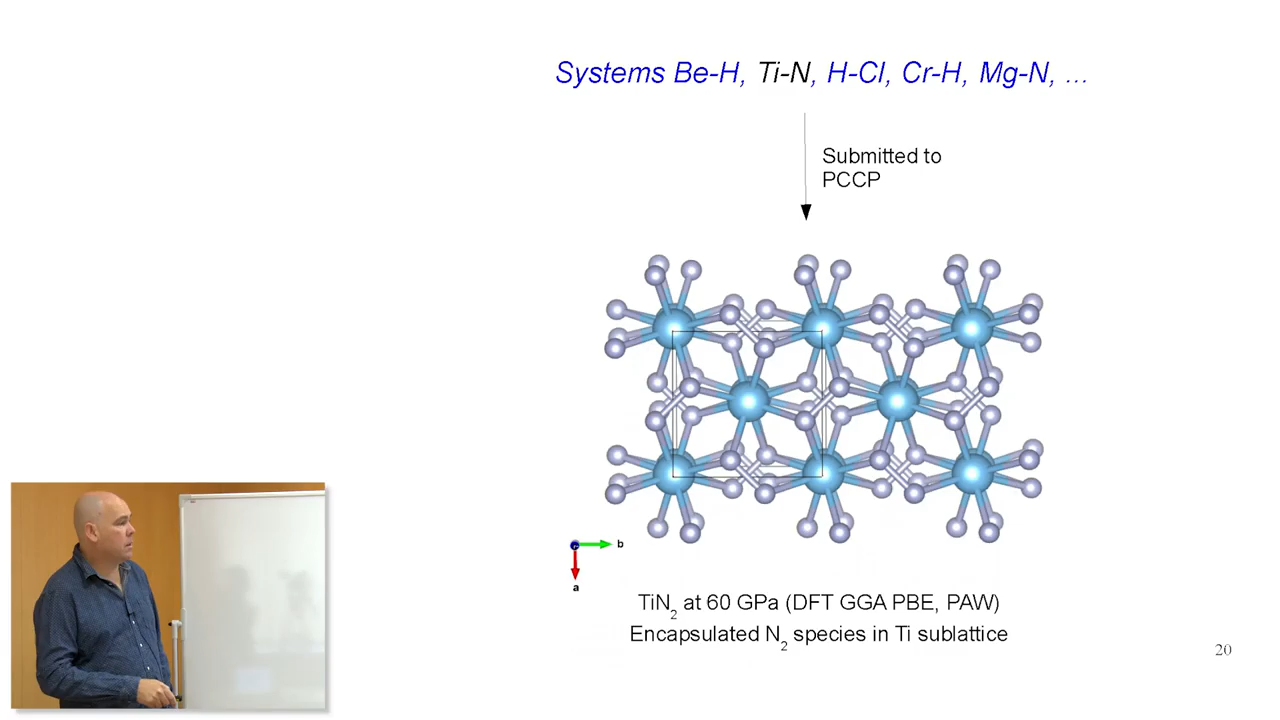 Systems Be-H, Ti-N, H-Cl, Cr-H, Mg-N, ...
Submitted to
PCCP
b
a
TiN2 at 60 GPa (DFT GGA PBE, PAW)
Encapsulated N2 species in Ti sublattice
20